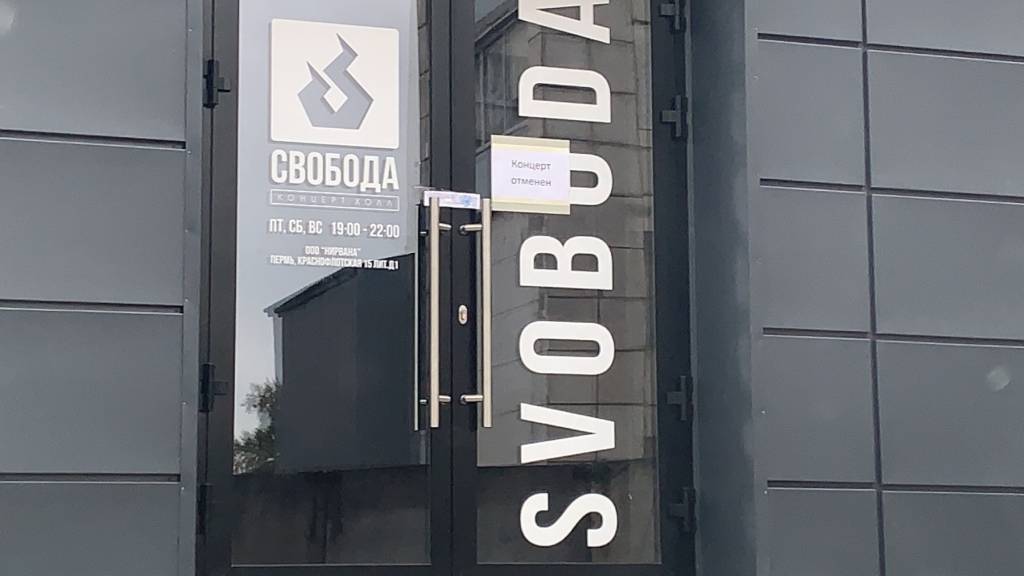 СВОБОДА
КОНЦЕРТ ХОЛЛ
ПТ, СБ, ВС 19:00 - 22:00
ООО "НИРВАНА"
ПЕРМЬ, КРАСНОФЛОТСКАЯ 15 ЛИТ.Д1
Концерт
отменен
SVOBODA